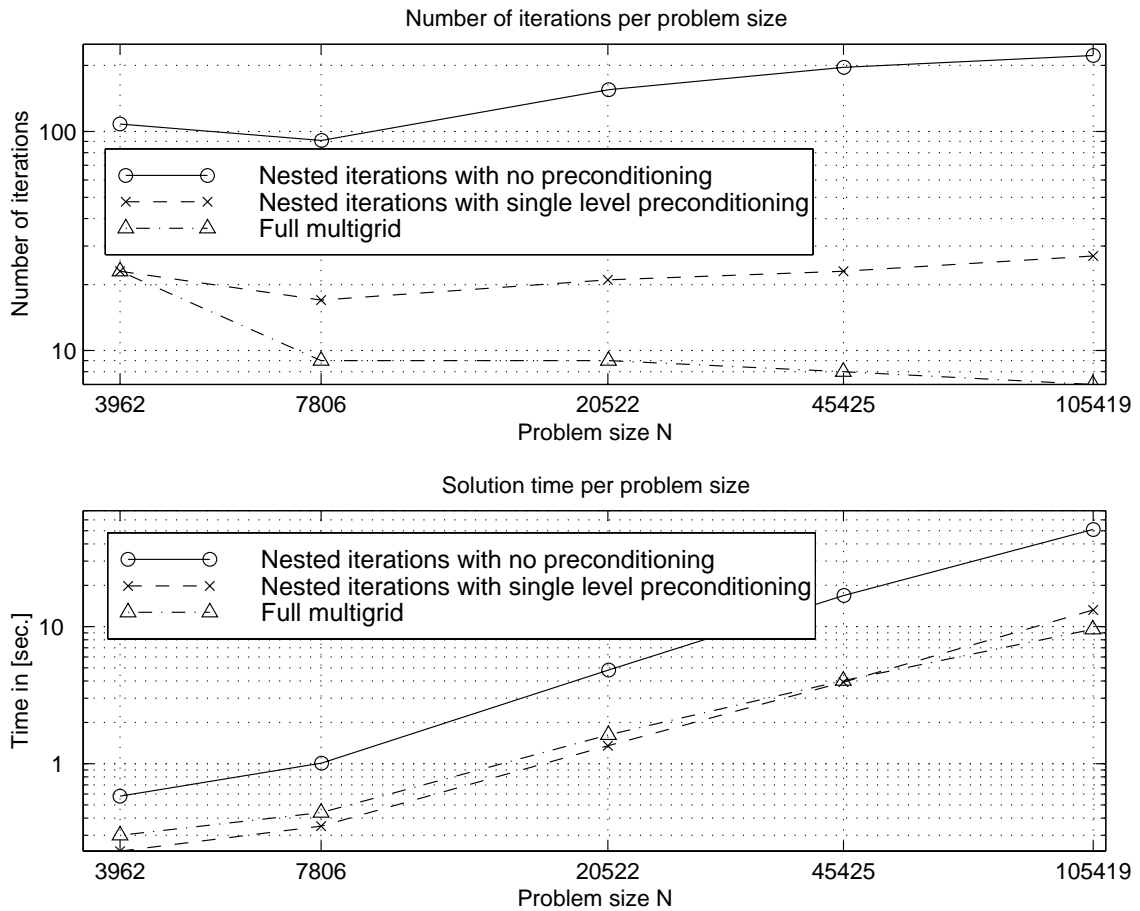 Number of iterations per problem size
Number of iterations
100
10
Nested iterations with no preconditioning
Nested iterations with single level preconditioning
Full multigrid
3962 7806 20522 45425 105419
Problem size N
Solution time per problem size
Time in [sec.]
10
1
Nested iterations with no preconditioning
Nested iterations with single level preconditioning
Full multigrid
3962 7806 20522 45425 105419
Problem size N